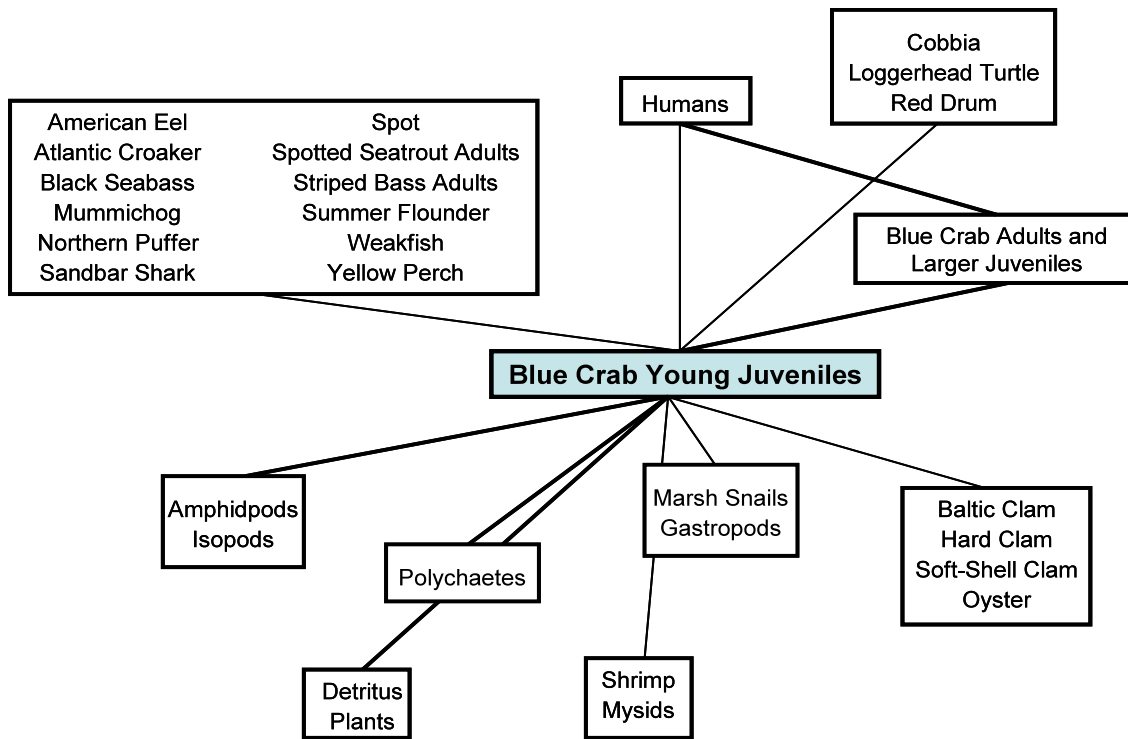 Cobbia
Loggerhead Turtle
Red Drum
Humans
American Eel
Atlantic Croaker
Black Seabass
Mummichog
Northern Puffer
Sandbar Shark
Spot
Spotted Seatrout Adults
Striped Bass Adults
Summer Flounder
Weakfish
Yellow Perch
Blue Crab Adults and
Larger Juveniles
Blue Crab Young Juveniles
Amphidpods
Isopods
Polychaetes
Marsh Snails
Gastropods
Baltic Clam
Hard Clam
Soft-Shell Clam
Oyster
Detritus
Plants
Shrimp
Mysids